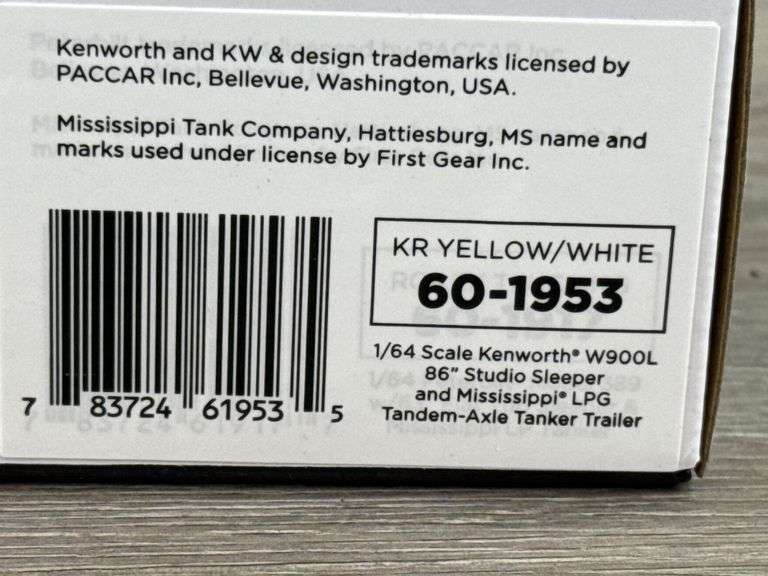 Kenworth and KW & design trademarks licensed by
PACCAR Inc, Bellevue, Washington, USA.
Mississippi Tank Company, Hattiesburg, MS name and
marks used under license by First Gear Inc.
KR YELLOW/WHITE
60-1953
1/64 Scale Kenworth® W900L
86" Studio Sleeper
and Mississippi® LPG
Tandem-Axle Tanker Trailer
7 83724 61953 5